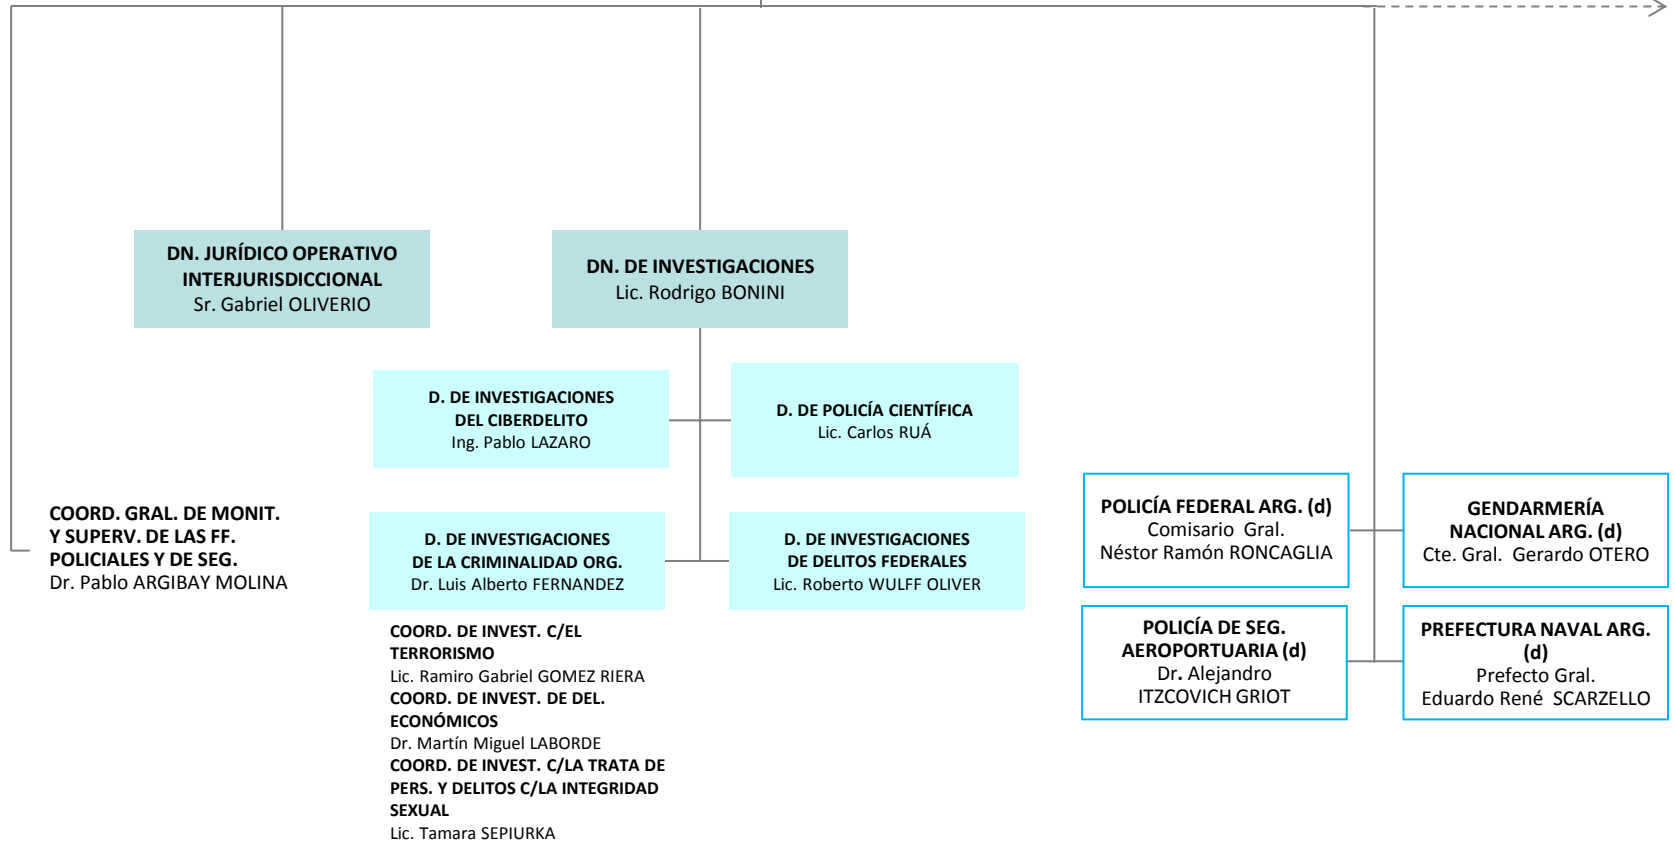 DN. JURÍDICO OPERATIVO
INTERJURISDICCIONAL
Sr. Gabriel OLIVERIO
DN. DE INVESTIGACIONES
Lic. Rodrigo BONINI
D. DE INVESTIGACIONES
DEL CIBERDELITO
Ing. Pablo LAZARO
D. DE POLICÍA CIENTÍFICA
Lic. Carlos RUÁ
COORD. GRAL. DE MONIT.
Y SUPERV. DE LAS FF.
POLICIALES Y DE SEG.
Dr. Pablo ARGIBAY MOLINA
D. DE INVESTIGACIONES
DE LA CRIMINALIDAD ORG.
Dr. Luis Alberto FERNANDEZ
D. DE INVESTIGACIONES
DE DELITOS FEDERALES
Lic. Roberto WULFF OLIVER
COORD. DE INVEST. C/EL
TERRORISMO
Lic. Ramiro Gabriel GOMEZ RIERA
COORD. DE INVEST. DE DEL.
ECONÓMICOS
Dr. Martín Miguel LABORDE
COORD. DE INVEST. C/LA TRATA DE
PERS. Y DELITOS C/LA INTEGRIDAD
SEXUAL
Lic. Tamara SEPIURKA
POLICÍA FEDERAL ARG. (d)
Comisario Gral.
Néstor Ramón RONCAGLIA
GENDARMERÍA
NACIONAL ARG. (d)
Cte. Gral. Gerardo OTERO
POLICÍA DE SEG.
AEROPORTUARIA (d)
Dr. Alejandro
ITZCOVICH GRIOT
PREFECTURA NAVAL ARG.
(d)
Prefecto Gral.
Eduardo René SCARZELLO